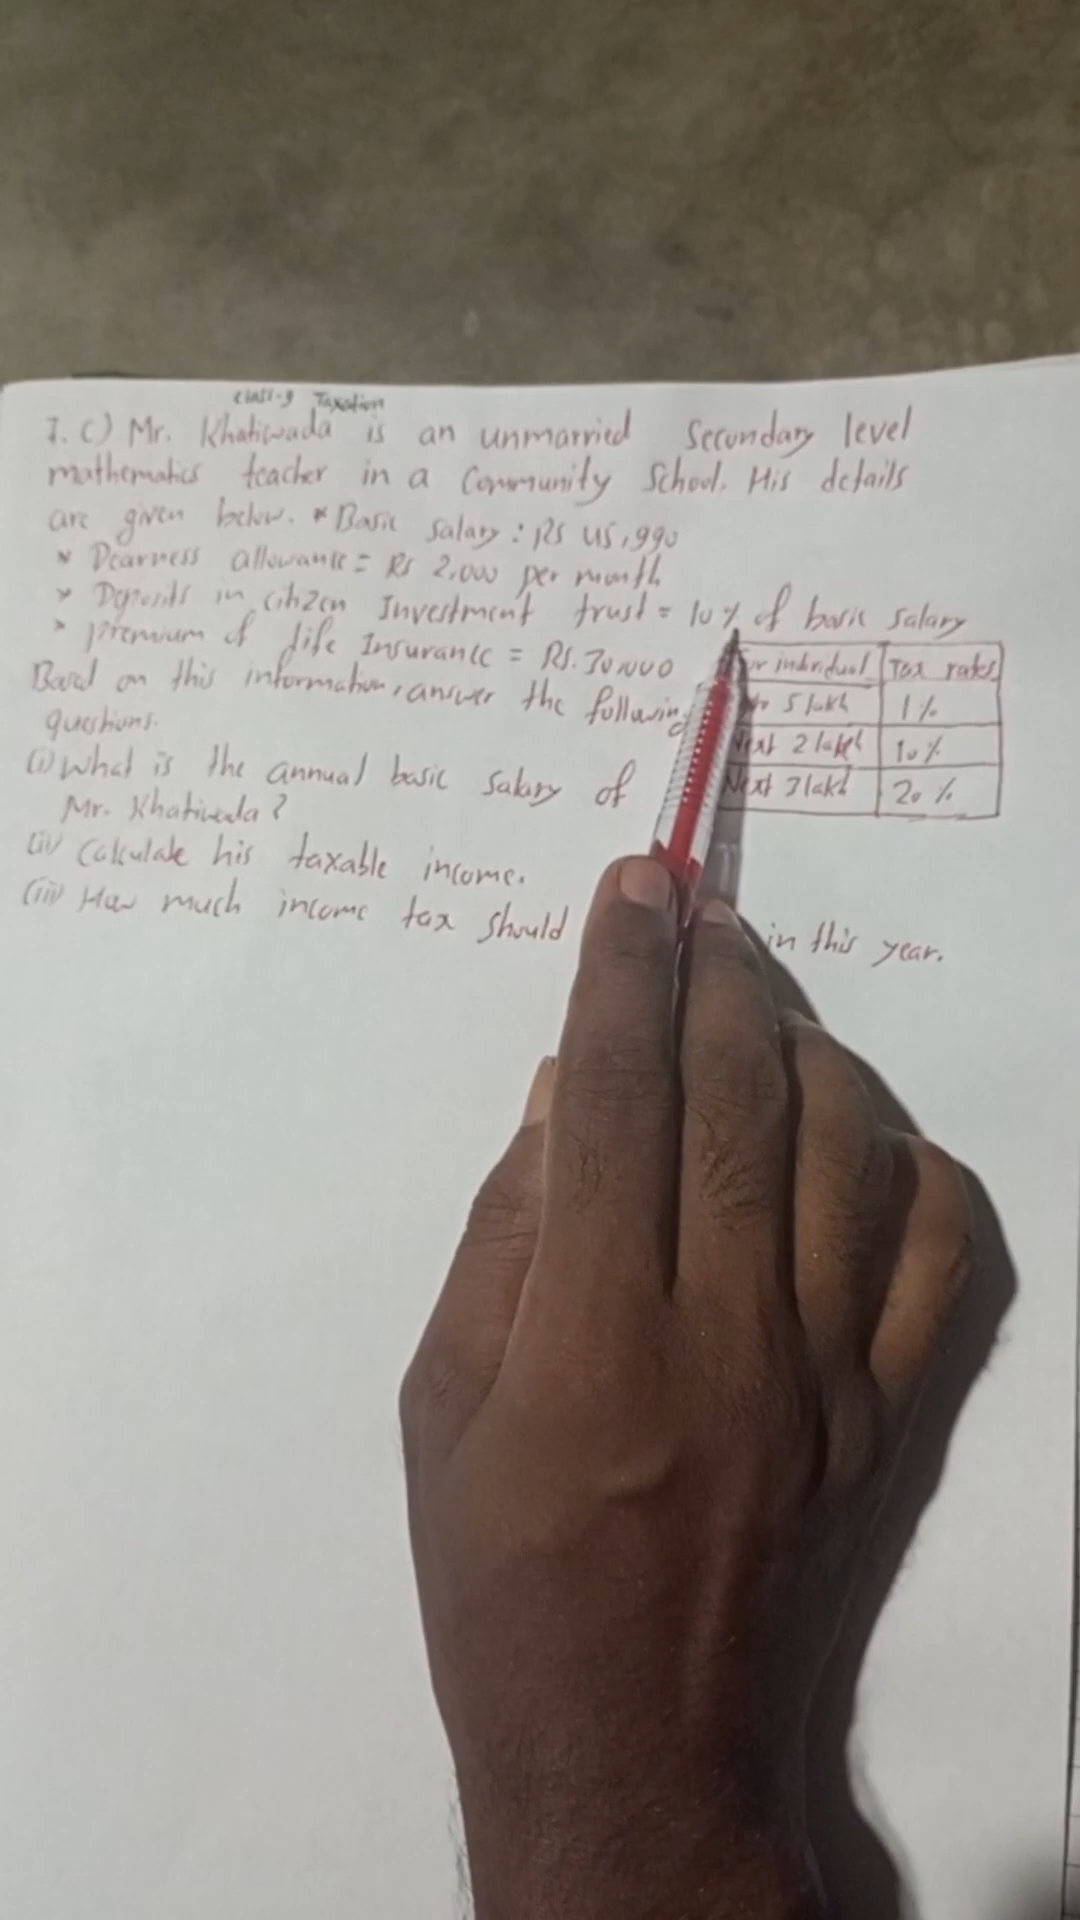 Class-9 Taxation
7. C) Mr. Khatiwada is an unmarried Secondary level
mathematics teacher in a Community School. His details
are given below. * Basic salary : Rs 45,990
* Dearness allowance = Rs 2,000 per month
* Deposits in Citizen Investment trust = 10% of basic salary
* Premium of life Insurance = Rs. 30,000
Based on this information, answer the following
questions.
individual Tax rates
5 lakh 1%
Next 2 lakh 10%
Next 3 lakh 20%
(i) What is the annual basic salary of
Mr. Khatiwada?
(ii) Calculate his taxable income.
(iii) How much income tax should in this year.